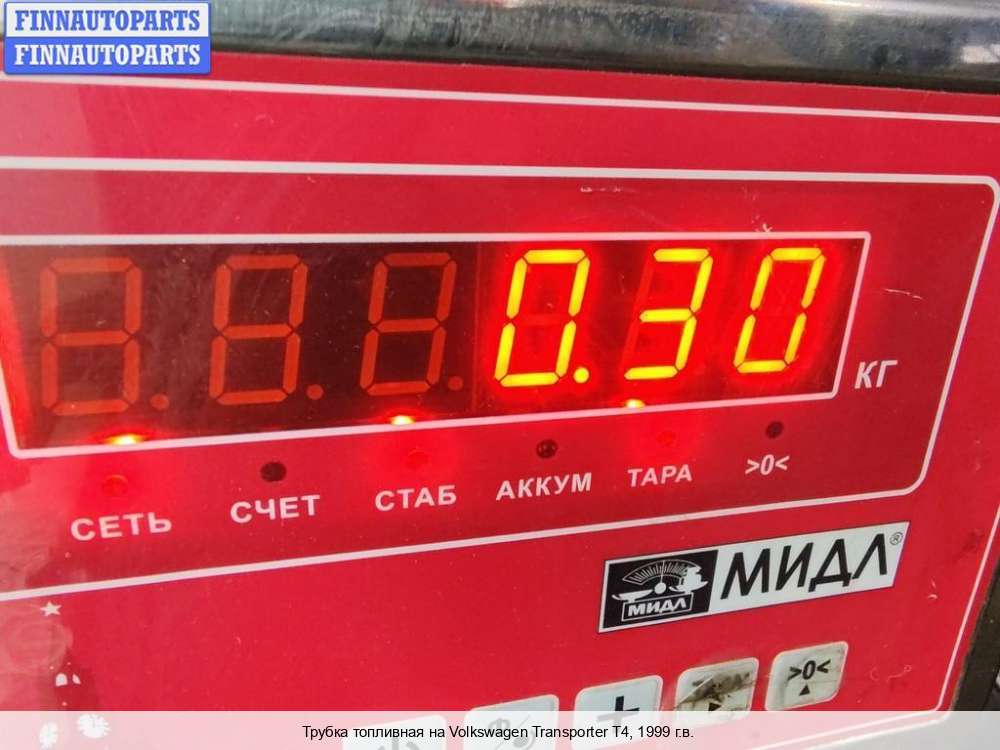 FINNAUTOPARTS
FINNAUTOPARTS
0.30
КГ
СЕТЬ СЧЕТ СТАБ АККУМ ТАРА >0<
МИДЛ МИДЛ®
+ >0<
Трубка топливная на Volkswagen Transporter T4, 1999 г.в.